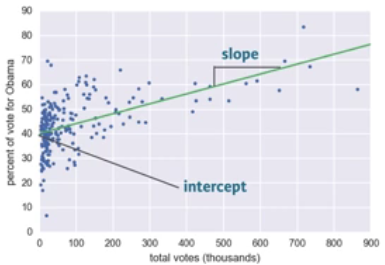 90
80
70
60
50
40
30
20
10
0
percent of vote for Obama
slope
intercept
0 100 200 300 400 500 600 700 800 900
total votes (thousands)